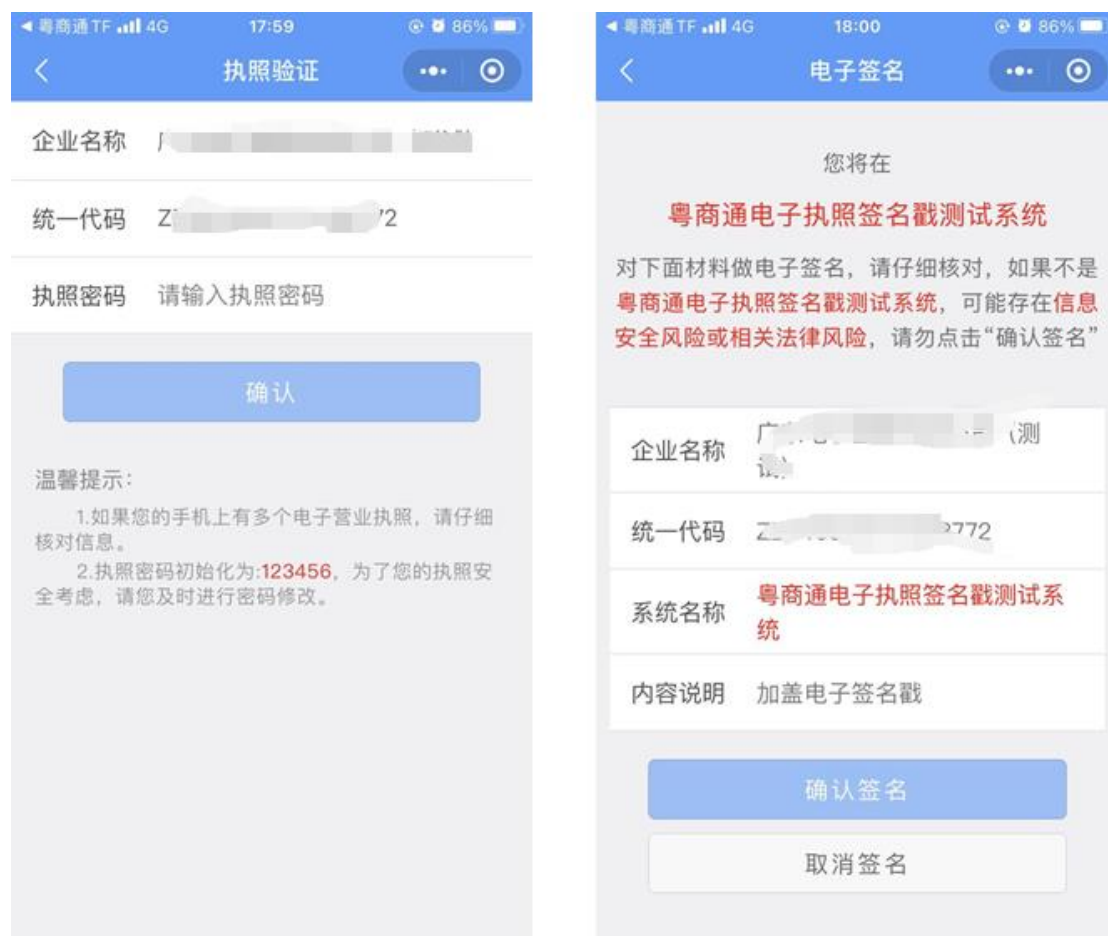 粤商通TF 4G 17:59 86%
执照验证
企业名称
统一代码 Z 72
执照密码 请输入执照密码
确认
温馨提示：
1.如果您的手机上有多个电子营业执照，请仔细
核对信息。
2.执照密码初始化为:123456，为了您的执照安
全考虑，请您及时进行密码修改。
粤商通TF 4G 18:00 86%
电子签名
您将在
粤商通电子执照签名戳测试系统
对下面材料做电子签名，请仔细核对，如果不是
粤商通电子执照签名戳测试系统，可能存在信息
安全风险或相关法律风险，请勿点击“确认签名”
企业名称 （测
统一代码 772
系统名称 粤商通电子执照签名戳测试系
统
内容说明 加盖电子签名戳
确认签名
取消签名